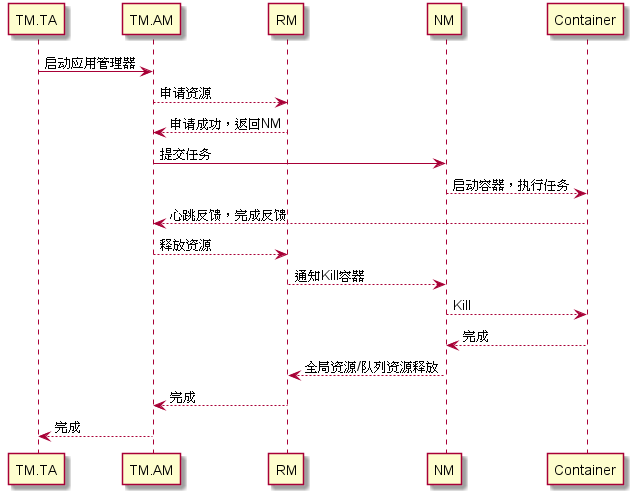 TM.TA TM.AM RM NM Container
启动应用管理器
申请资源
申请成功，返回NM
提交任务
启动容器，执行任务
心跳反馈，完成反馈
释放资源
通知Kill容器
Kill
完成
全局资源/队列资源释放
完成
完成
TM.TA TM.AM RM NM Container